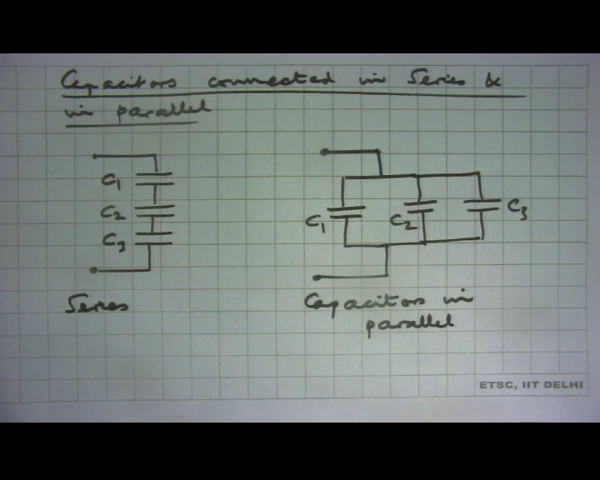 Capacitors connected in Series &
in parallel
C1
C2
C3
Series
C1
C2
C3
Capacitors in
parallel
ETSC, IIT DELHI